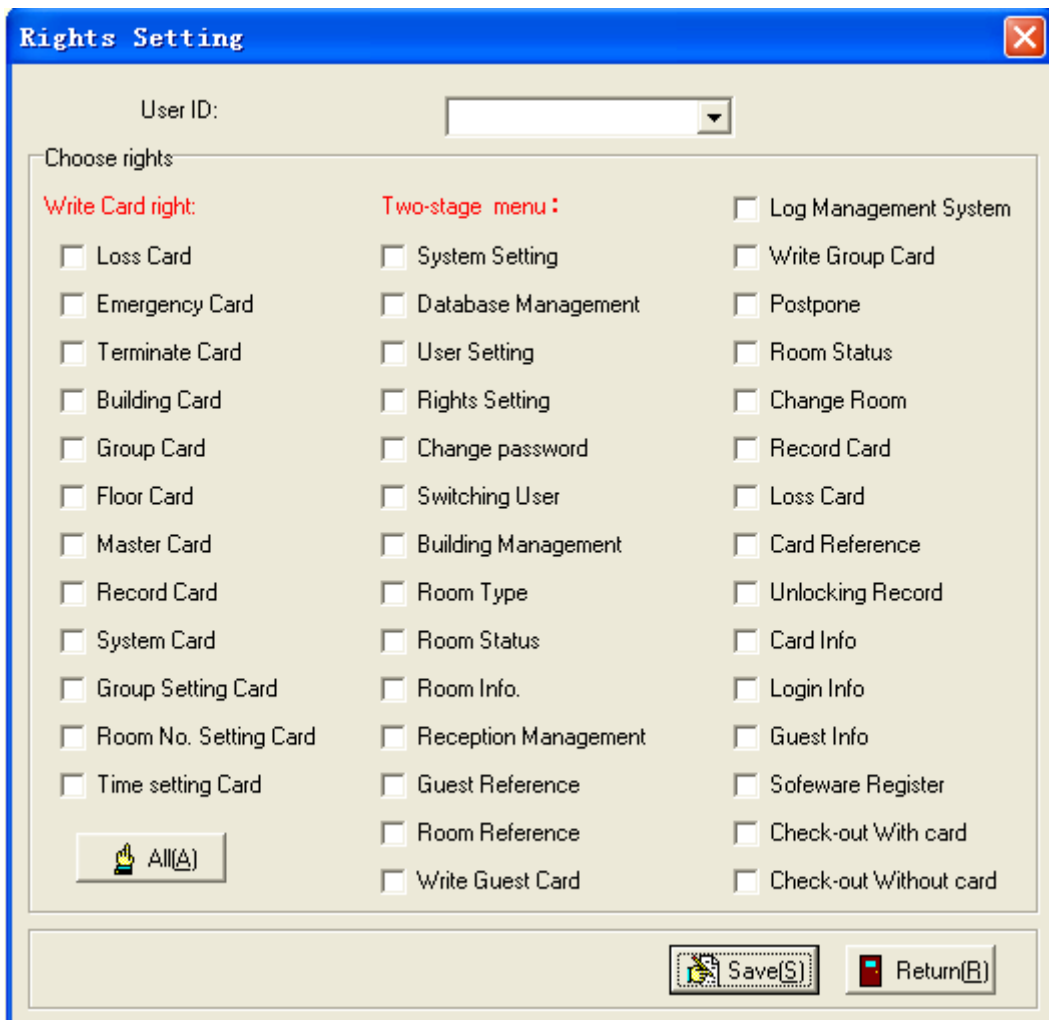 Rights Setting
User ID:
Choose rights
Write Card right:
Loss Card
Emergency Card
Terminate Card
Building Card
Group Card
Floor Card
Master Card
Record Card
System Card
Group Setting Card
Room No. Setting Card
Time setting Card
All(A)
Two-stage menu：
System Setting
Database Management
User Setting
Rights Setting
Change password
Switching User
Building Management
Room Type
Room Status
Room Info.
Reception Management
Guest Reference
Room Reference
Write Guest Card
Log Management System
Write Group Card
Postpone
Room Status
Change Room
Record Card
Loss Card
Card Reference
Unlocking Record
Card Info
Login Info
Guest Info
Sofeware Register
Check-out With card
Check-out Without card
Save(S)
Return(R)